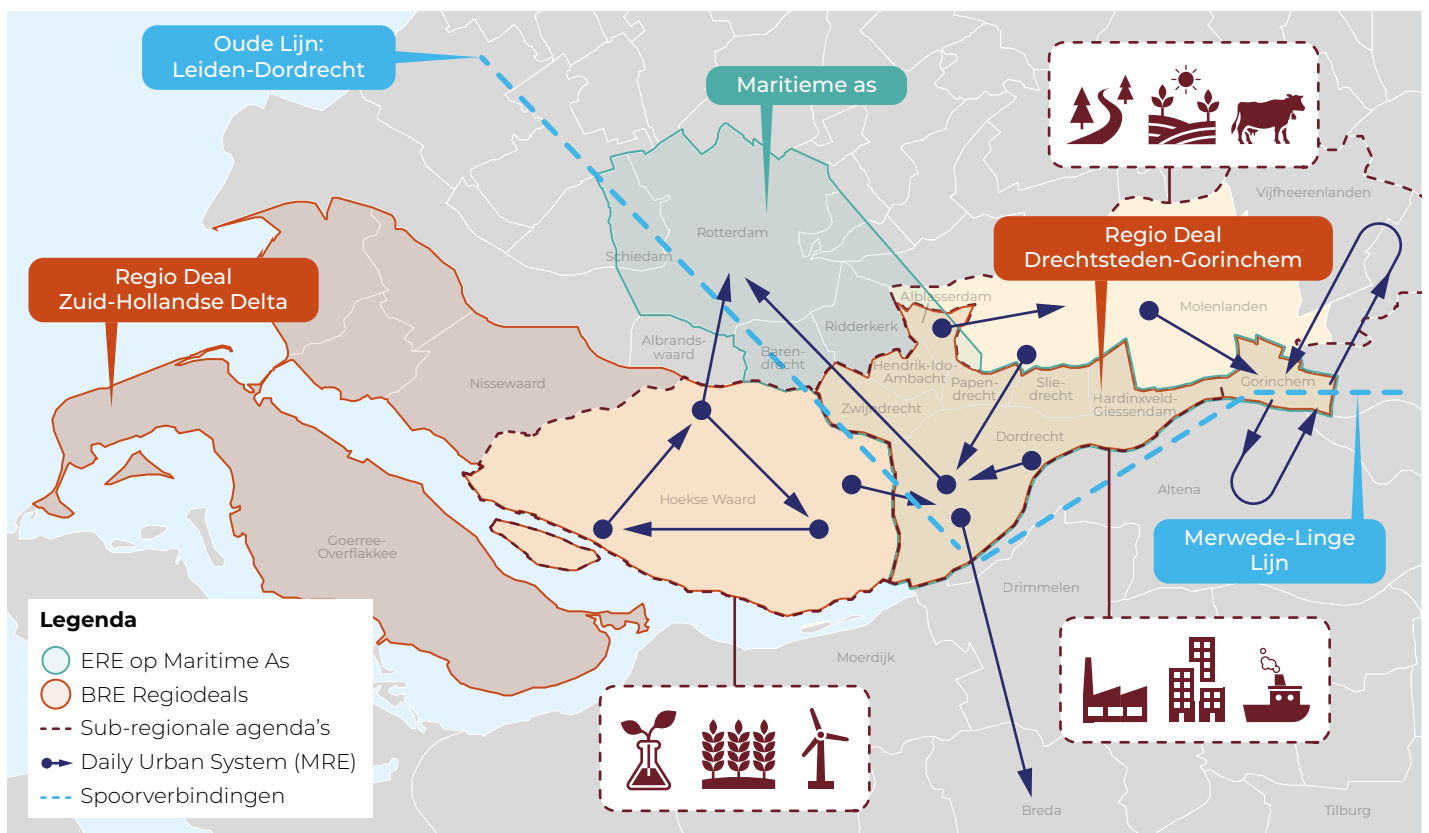 Oude Lijn:
Leiden-Dordrecht
Maritieme as
Vijfheerenlanden
Rotterdam
Schiedam
Regio Deal
Drechtsteden-Gorinchem
Regio Deal
Zuid-Hollandse Delta
Alblasserdam
Molenlanden
Ridderkerk
Albrands-
waard
Baren-
drecht
Hendrik-Ido-
Ambacht
Papen-
drecht
Slie-
drecht
Gorinchem
Nissewaard
Hardinxveld-
Giessendam
Zwijndrecht
Dordrecht
Hoekse Waard
Altena
Goerree-
Overflakkee
Merwede-Linge
Lijn
Drimmelen
Moerdijk
Breda
Tilburg
Legenda
ERE op Maritime As
BRE Regiodeals
Sub-regionale agenda's
Daily Urban System (MRE)
Spoorverbindingen